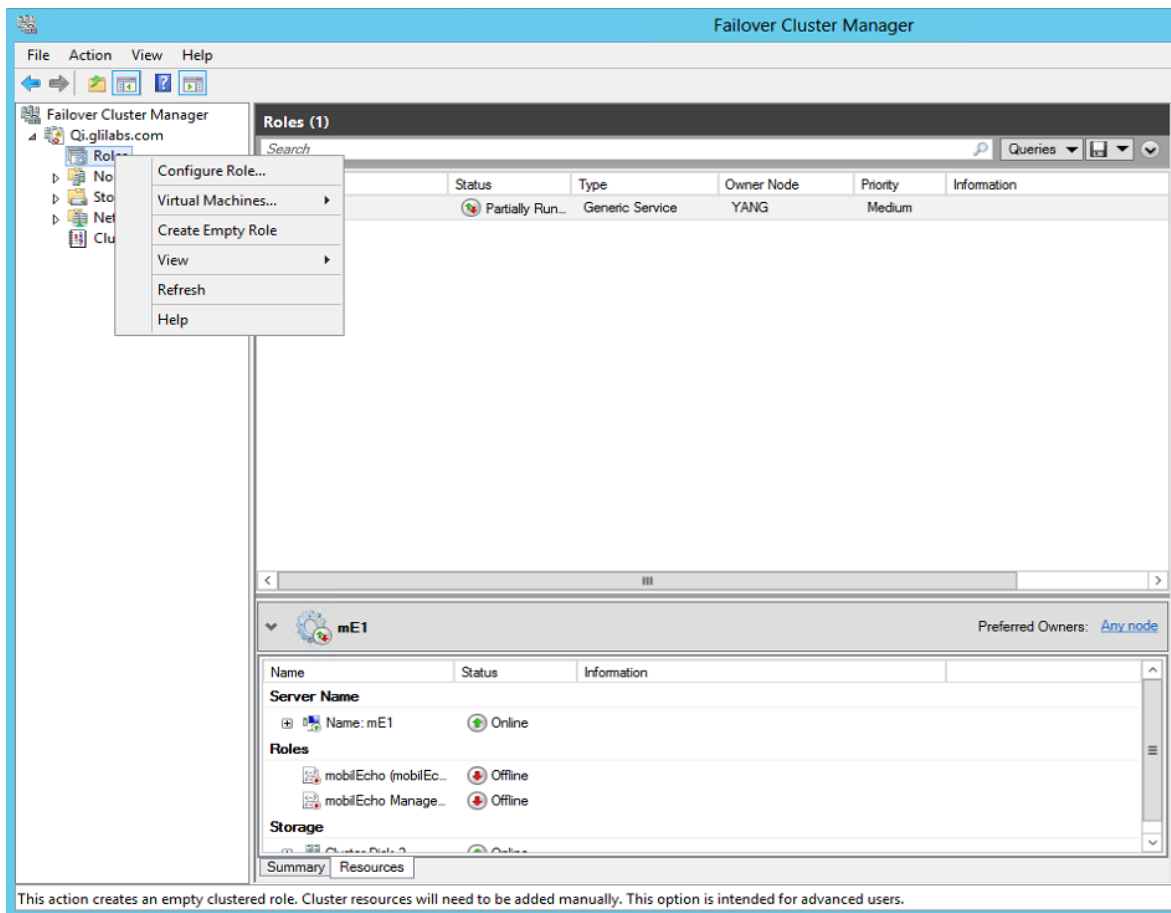 Failover Cluster Manager
File Action View Help
Failover Cluster Manager
Qi.glilabs.com
Configure Role...
Virtual Machines...
Create Empty Role
View
Refresh
Help
Roles (1)
Search
Queries
Status Type Owner Node Priority Information
Partially Run... Generic Service YANG Medium
mE1
Preferred Owners: Any node
Name Status Information
Server Name
Name: mE1 Online
Roles
mobilEcho (mobilEc... Offline
mobilEcho Manage... Offline
Storage
Summary Resources
This action creates an empty clustered role. Cluster resources will need to be added manually. This option is intended for advanced users.